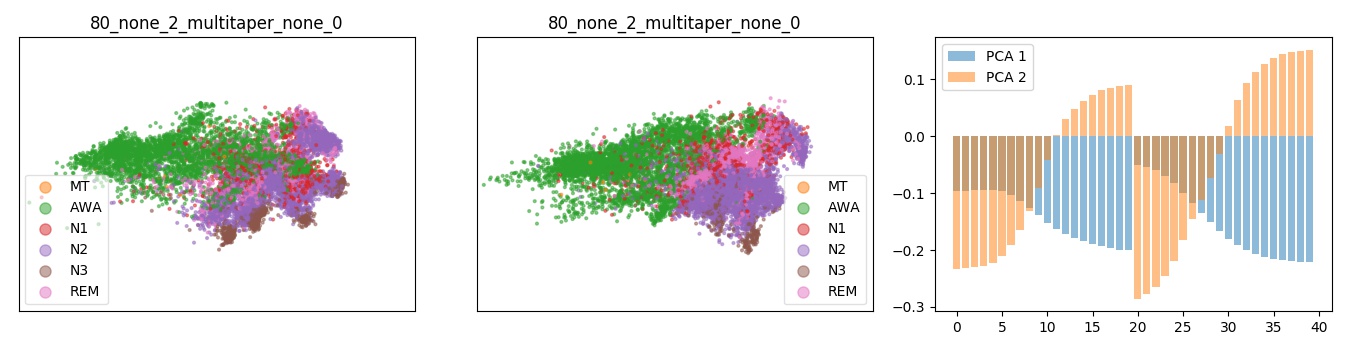 80_none_2_multitaper_none_0
MT
AWA
N1
N2
N3
REM
80_none_2_multitaper_none_0
MT
AWA
N1
N2
N3
REM
PCA 1
PCA 2
0.1
0.0
−0.1
−0.2
−0.3
0 5 10 15 20 25 30 35 40